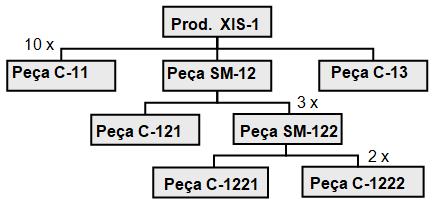 Prod. XIS-1
10 x
Peça C-11
Peça SM-12
Peça C-13
3 x
Peça C-121
Peça SM-122
2 x
Peça C-1221
Peça C-1222